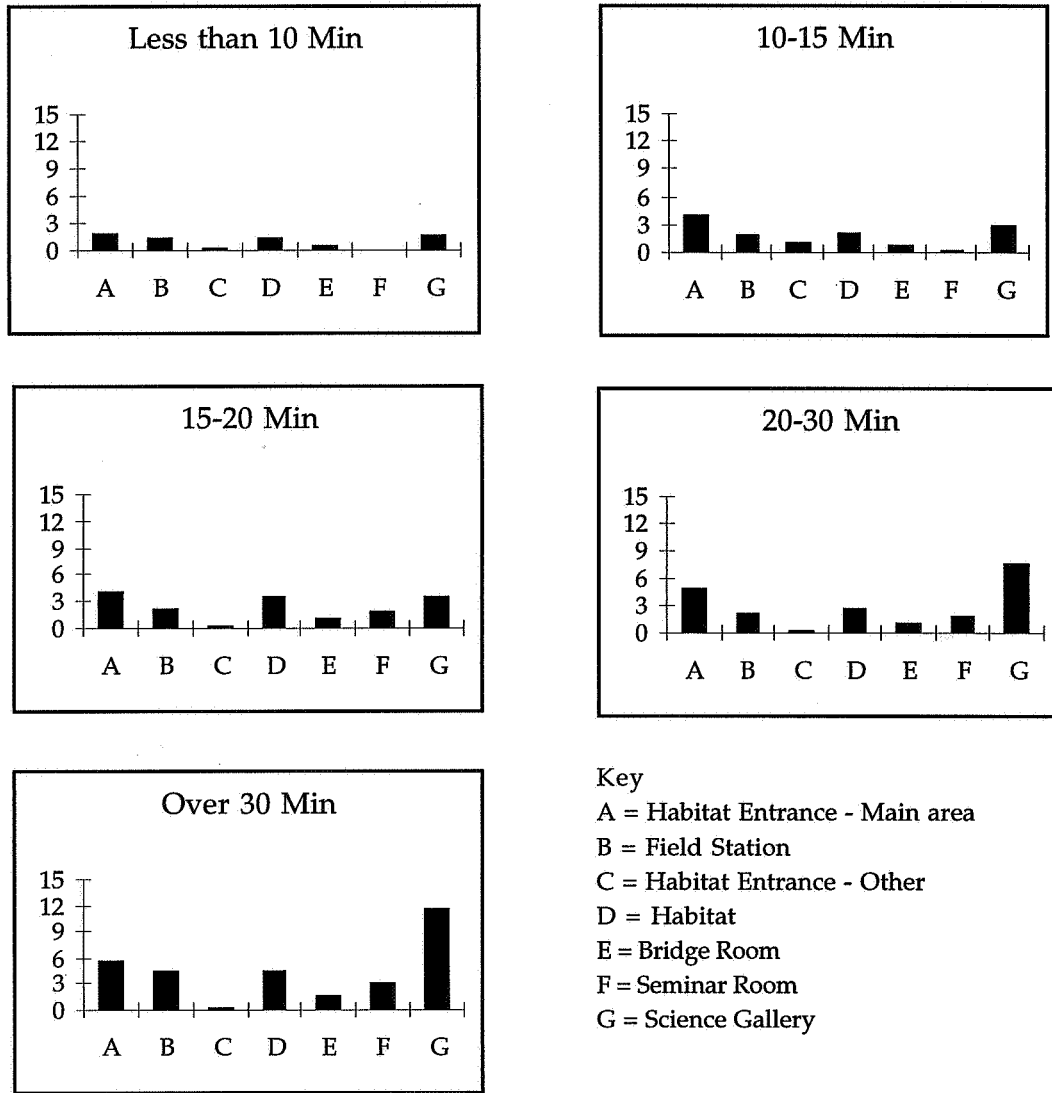 Less than 10 Min
15
12
9
6
3
0
A B C D E F G
10-15 Min
15
12
9
6
3
0
A B C D E F G
15-20 Min
15
12
9
6
3
0
A B C D E F G
20-30 Min
15
12
9
6
3
0
A B C D E F G
Over 30 Min
15
12
9
6
3
0
A B C D E F G
Key
A = Habitat Entrance - Main area
B = Field Station
C = Habitat Entrance - Other
D = Habitat
E = Bridge Room
F = Seminar Room
G = Science Gallery